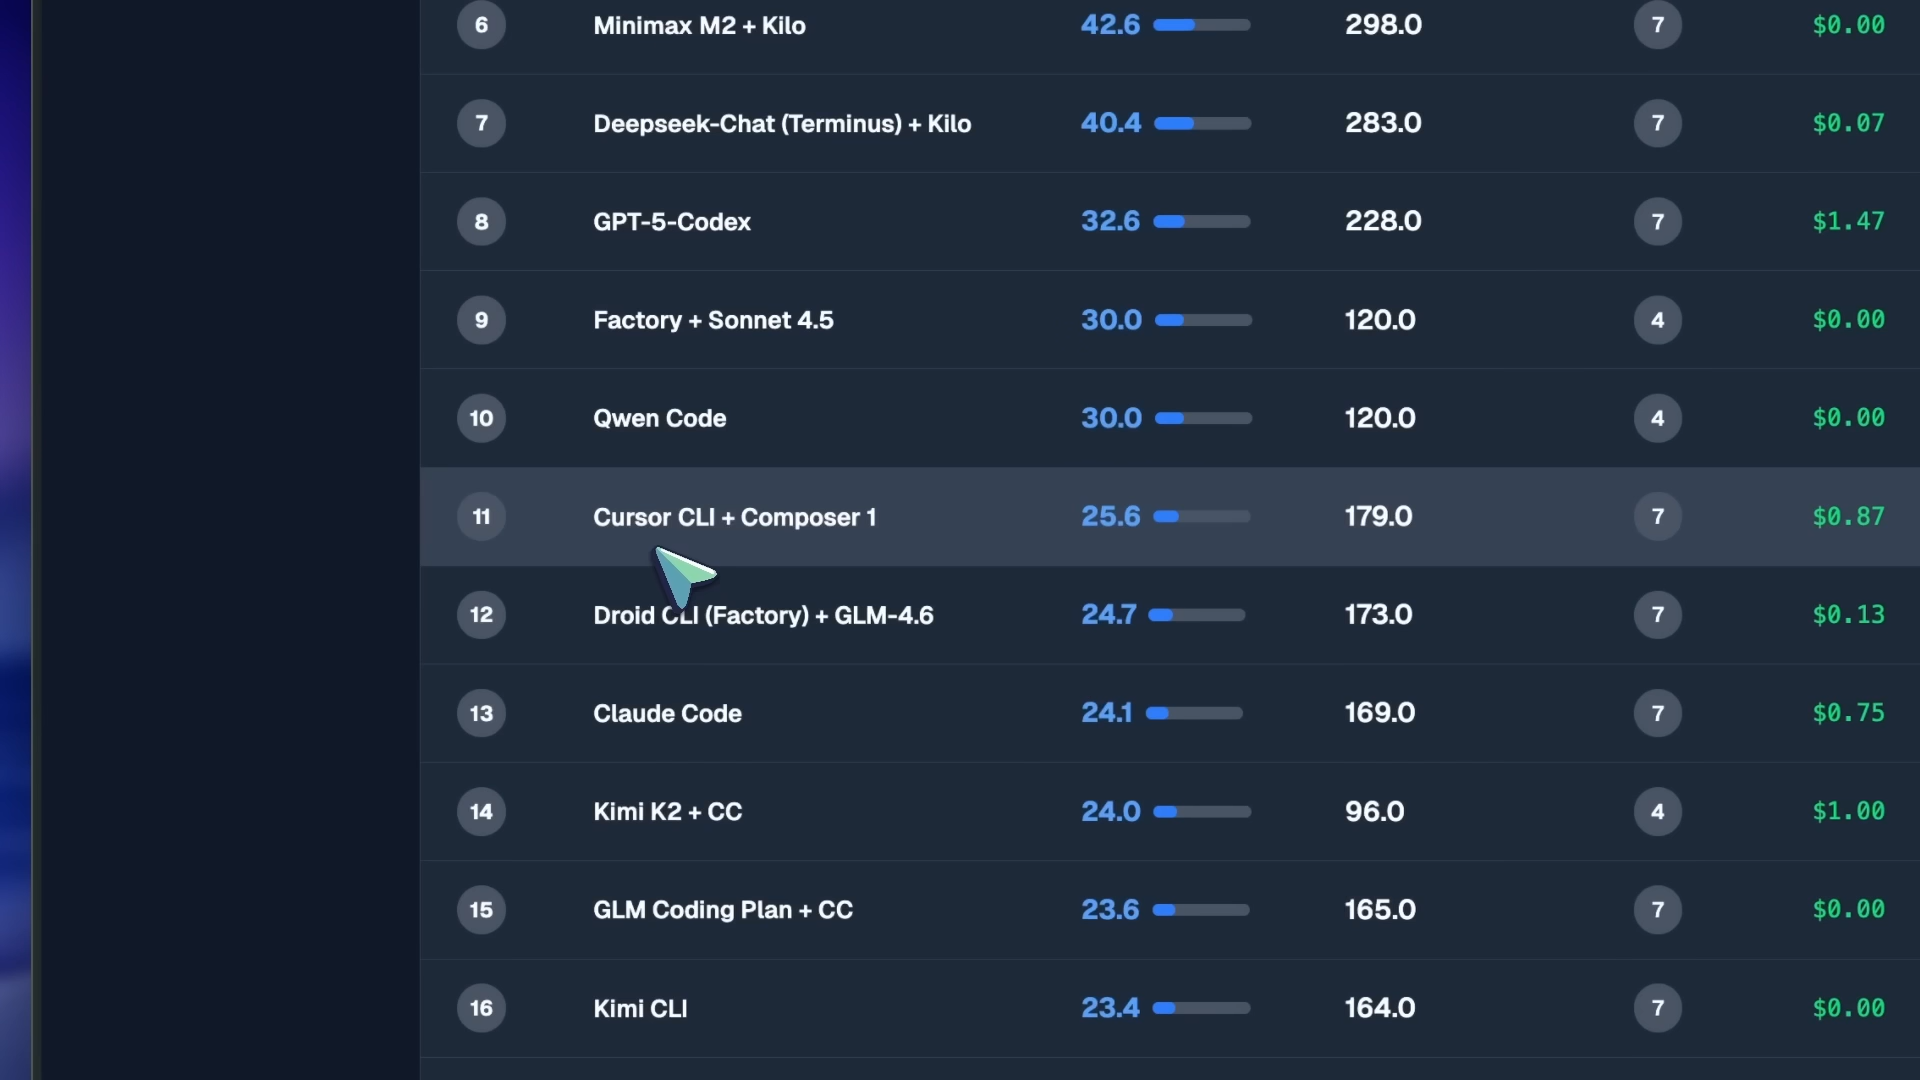 6 Minimax M2 + Kilo 42.6 298.0 7 $0.00
7 Deepseek-Chat (Terminus) + Kilo 40.4 283.0 7 $0.07
8 GPT-5-Codex 32.6 228.0 7 $1.47
9 Factory + Sonnet 4.5 30.0 120.0 4 $0.00
10 Qwen Code 30.0 120.0 4 $0.00
11 Cursor CLI + Composer 1 25.6 179.0 7 $0.87
12 Droid CLI (Factory) + GLM-4.6 24.7 173.0 7 $0.13
13 Claude Code 24.1 169.0 7 $0.75
14 Kimi K2 + CC 24.0 96.0 4 $1.00
15 GLM Coding Plan + CC 23.6 165.0 7 $0.00
16 Kimi CLI 23.4 164.0 7 $0.00